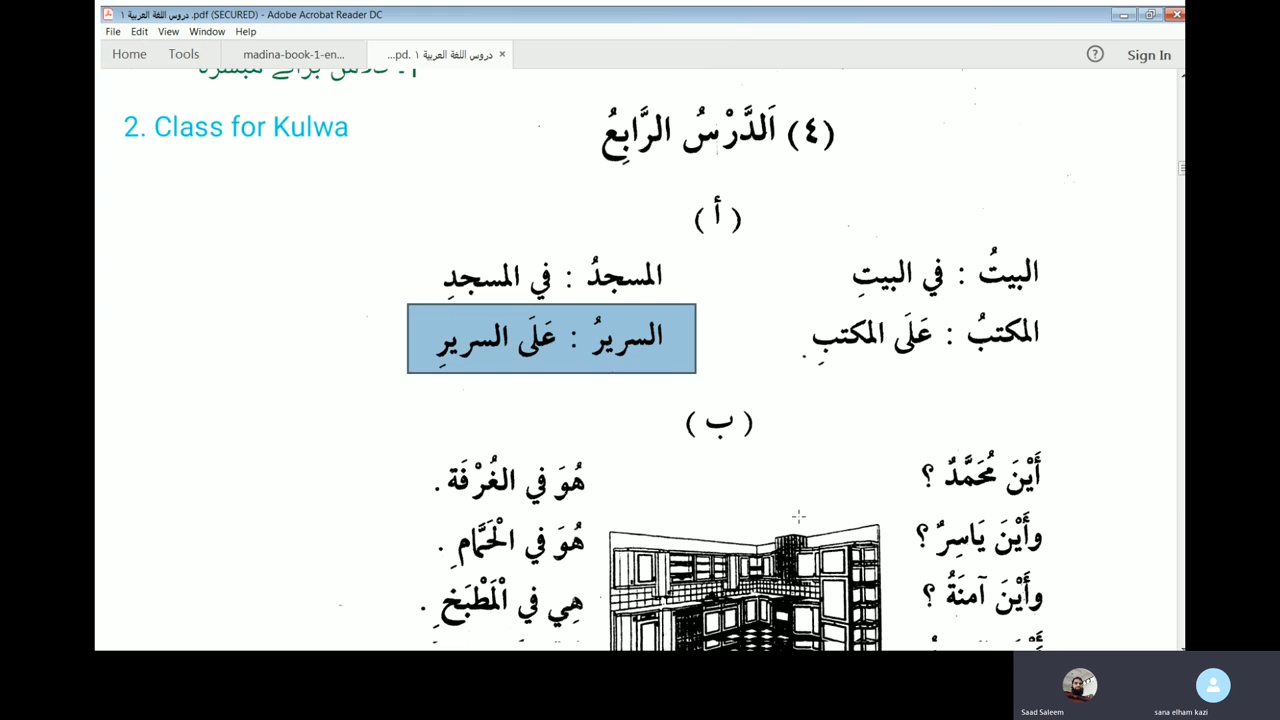 دروس اللغة العربية ١ .pdf (SECURED) - Adobe Acrobat Reader DC
File Edit View Window Help
Home Tools madina-book-1-en... دروس اللغة العربية ١ .pd... × Sign In
2. Class for Kulwa
(٤) اَلدَّرْسُ الرَّابِعُ
( أ )
البيتُ : في البيتِ المسجدُ : في المسجدِ
المكتبُ : عَلَى المكتبِ . السريرُ : عَلَى السريرِ
( ب )
أَيْنَ مُحَمَّدٌ ؟ هُوَ في الغُرْفَة .
وأَيْنَ يَاسِرٌ ؟ هُوَ في الْحَمَّامِ .
وأَيْنَ آمنَةُ ؟ هِي في الْمَطْبَخِ .
Saad Saleem sana elham kazi